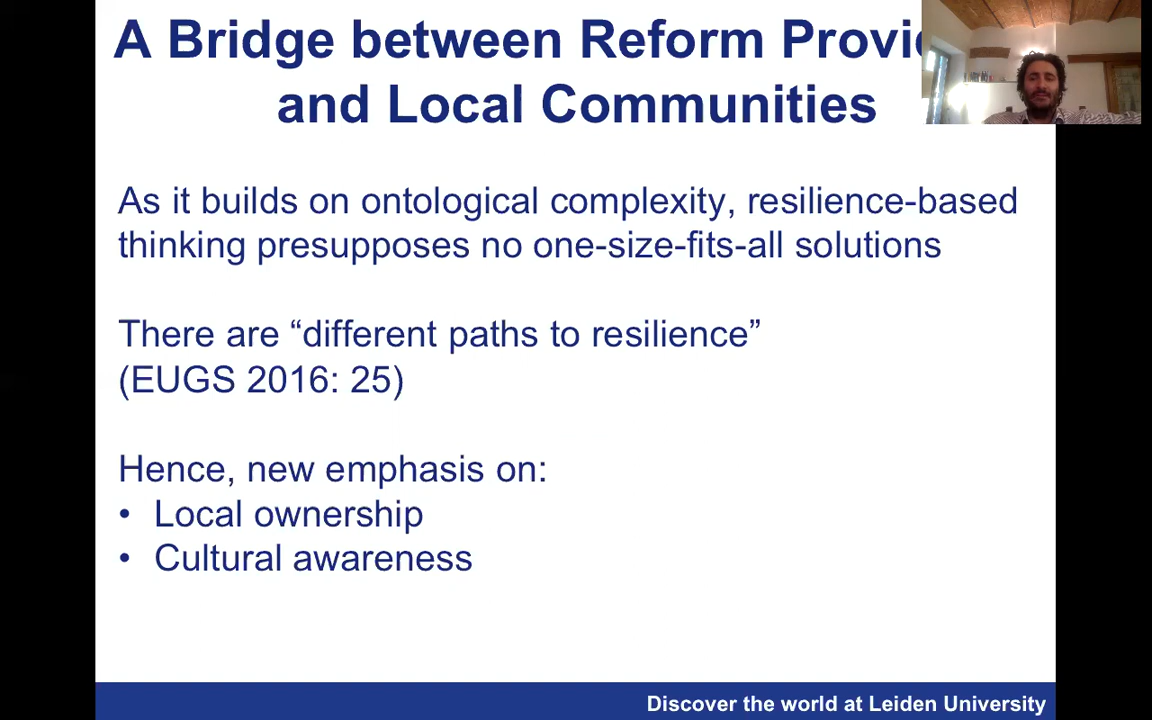 A Bridge between Reform
and Local Communities
As it builds on ontological complexity, resilience-based
thinking presupposes no one-size-fits-all solutions
There are “different paths to resilience”
(EUGS 2016: 25)
Hence, new emphasis on:
• Local ownership
• Cultural awareness
Discover the world at Leiden University